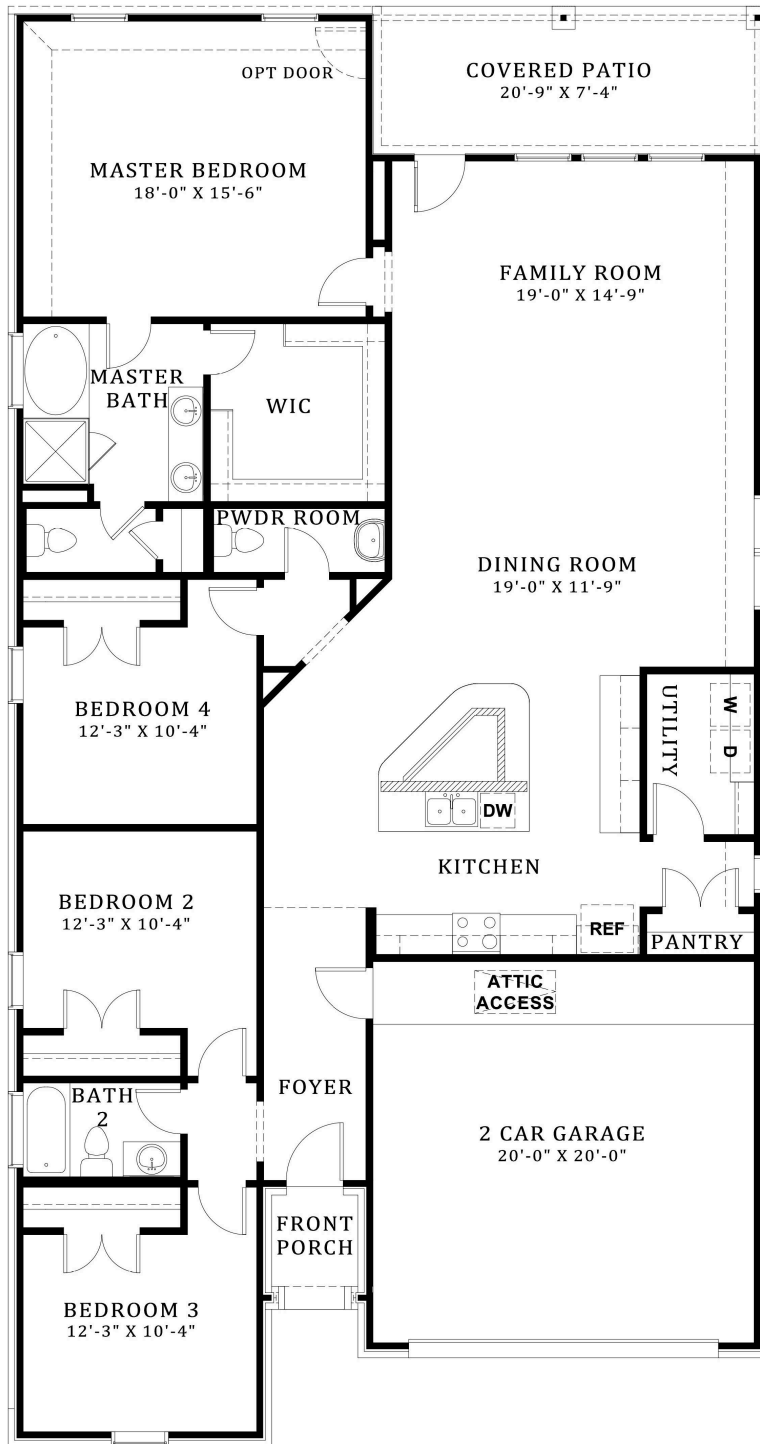 OPT DOOR
COVERED PATIO
20'-9" X 7'-4"
MASTER BEDROOM
18'-0" X 15'-6"
FAMILY ROOM
19'-0" X 14'-9"
MASTER
BATH
WIC
PWDR ROOM
DINING ROOM
19'-0" X 11'-9"
BEDROOM 4
12'-3" X 10'-4"
UTILITY
W
D
DW
KITCHEN
BEDROOM 2
12'-3" X 10'-4"
REF
PANTRY
ATTIC
ACCESS
FOYER
BATH
2
2 CAR GARAGE
20'-0" X 20'-0"
FRONT
PORCH
BEDROOM 3
12'-3" X 10'-4"